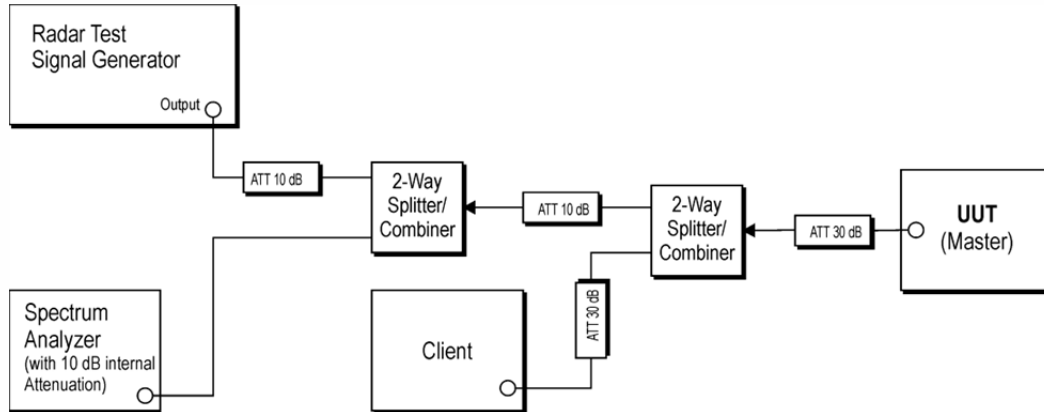 Radar Test
Signal Generator
Output
ATT 10 dB
2-Way
Splitter/
Combiner
ATT 10 dB
2-Way
Splitter/
Combiner
ATT 30 dB
UUT
(Master)
Spectrum
Analyzer
(with 10 dB internal
Attenuation)
Client
ATT 30 dB